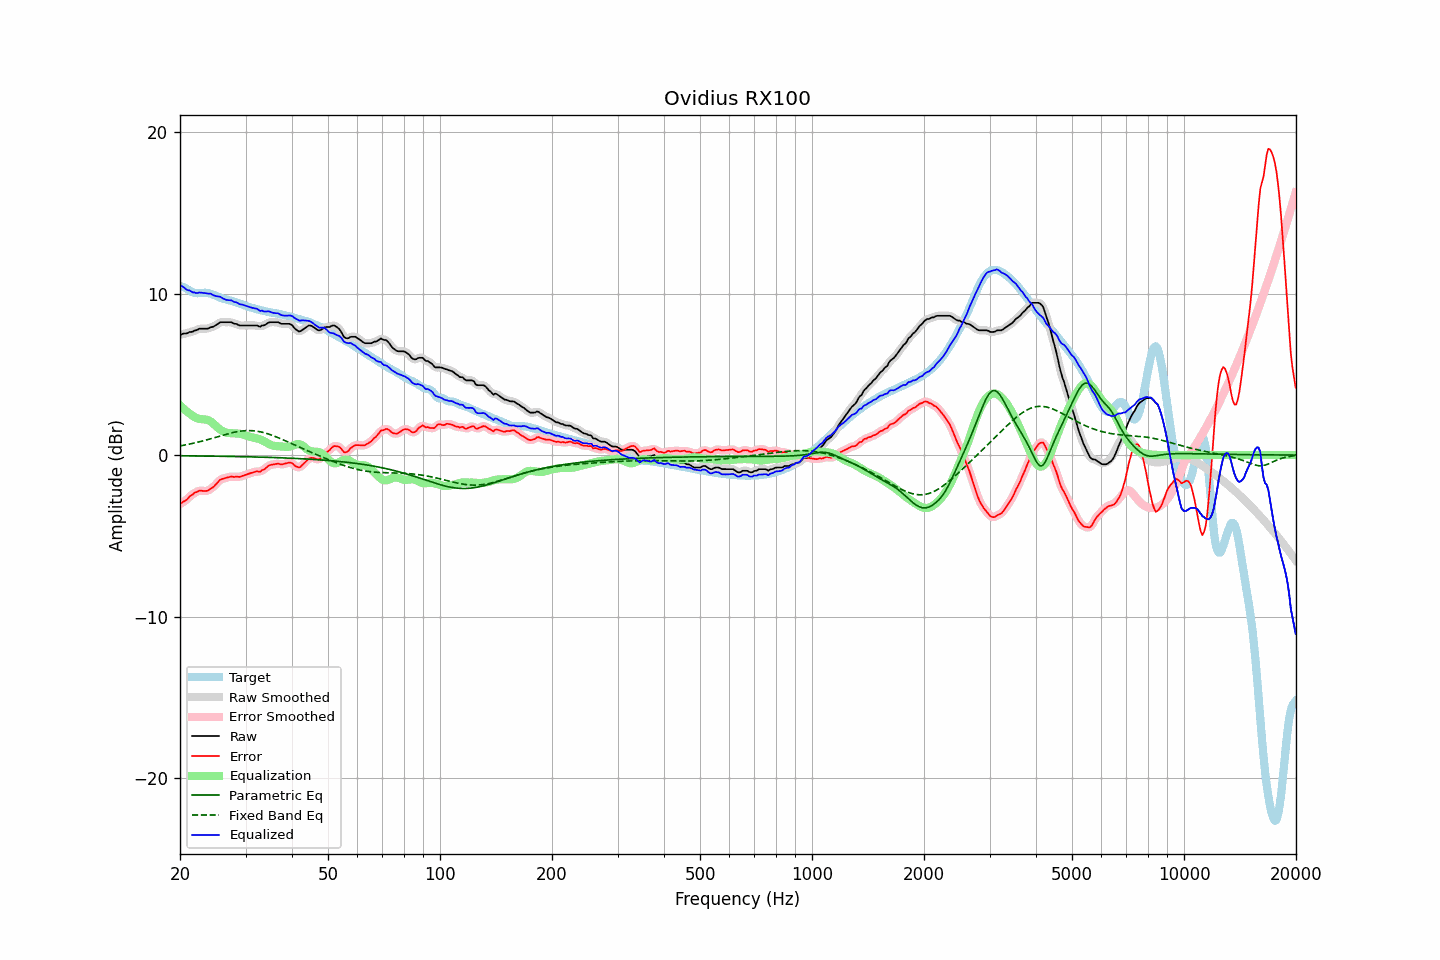 Ovidius RX100
Amplitude (dBr)
20
10
0
−10
−20
Target
Raw Smoothed
Error Smoothed
Raw
Error
Equalization
Parametric Eq
Fixed Band Eq
Equalized
20
50
100
200
500
1000
2000
5000
10000
20000
Frequency (Hz)